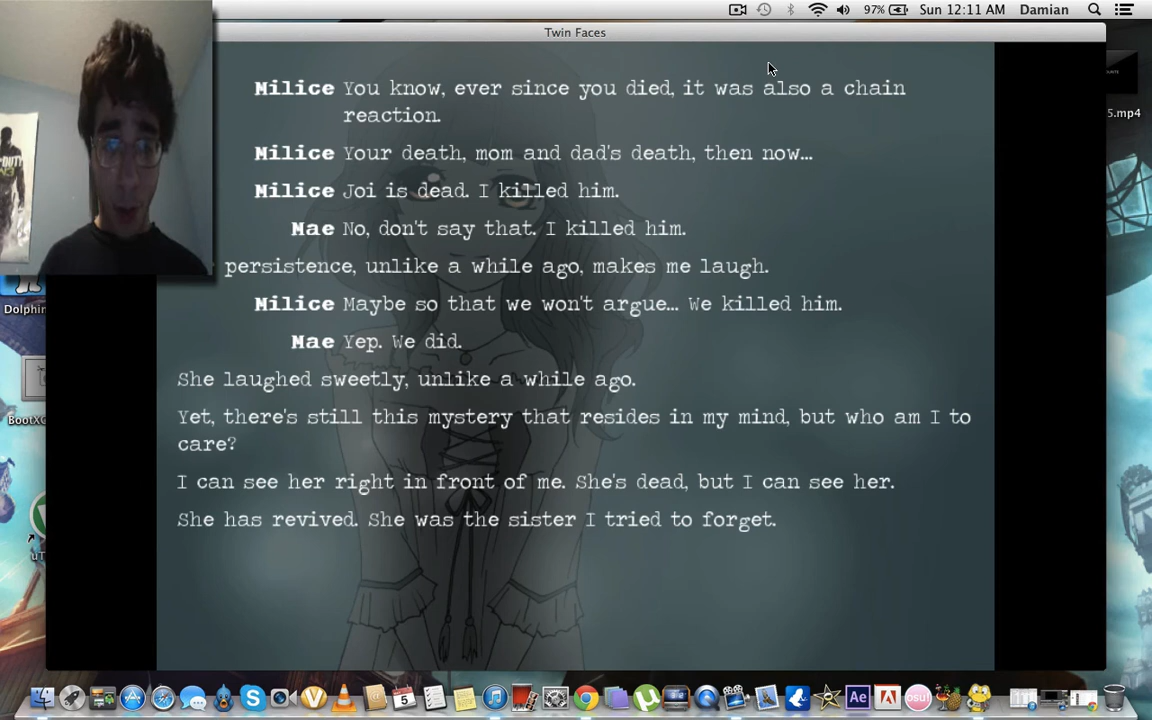 97% Sun 12:11 AM Damian
Twin Faces
Milice You know, ever since you died, it was also a chain
reaction.
Milice Your death, mom and dad's death, then now...
Milice Joi is dead. I killed him.
Mae No, don't say that. I killed him.
persistence, unlike a while ago, makes me laugh.
Milice Maybe so that we won't argue... We killed him.
Mae Yep. We did.
She laughed sweetly, unlike a while ago.
Yet, there's still this mystery that resides in my mind, but who am I to
care?
I can see her right in front of me. She's dead, but I can see her.
She has revived. She was the sister I tried to forget.
5.mp4
Dolphin
BootXC
uT
5
Ae
osu!